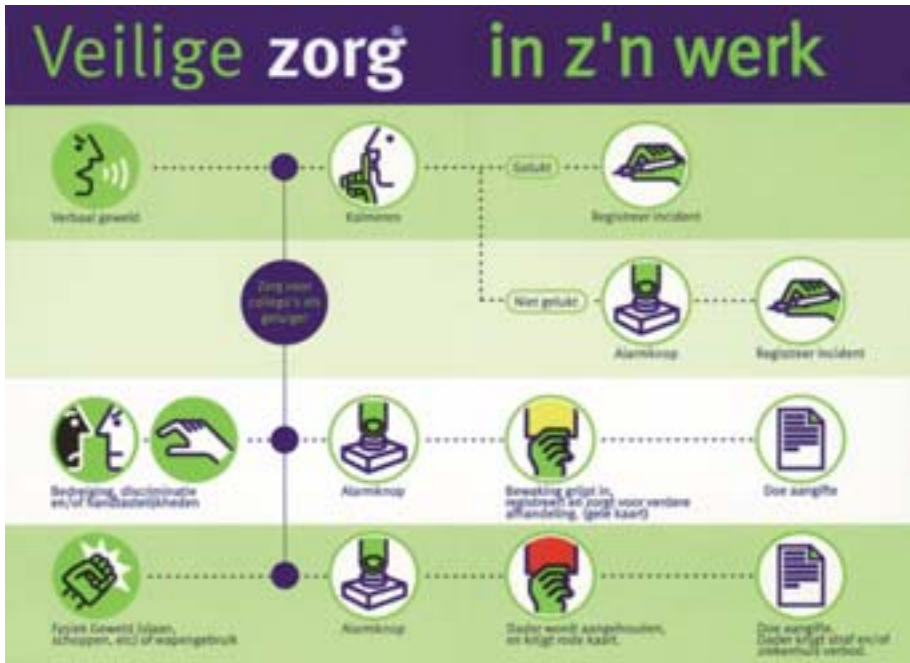 Veilige zorg in z'n werk
Verbaal geweld
Kalmeren
Gelukt
Registreer incident
Zorg voor
collega's als
getuige!
Niet gelukt
Alarmknop
Registreer incident
Bedreiging, discriminatie
en/of handtastelijkheden
Alarmknop
Bewaking grijpt in,
registreert en zorgt voor verdere
afhandeling. (gele kaart)
Doe aangifte
Fysiek Geweld (slaan,
schoppen, etc) of wapengebruik
Alarmknop
Dader wordt aangehouden,
en krijgt rode kaart.
Doe aangifte.
Dader krijgt straf en/of
ziekenhuis verbod.